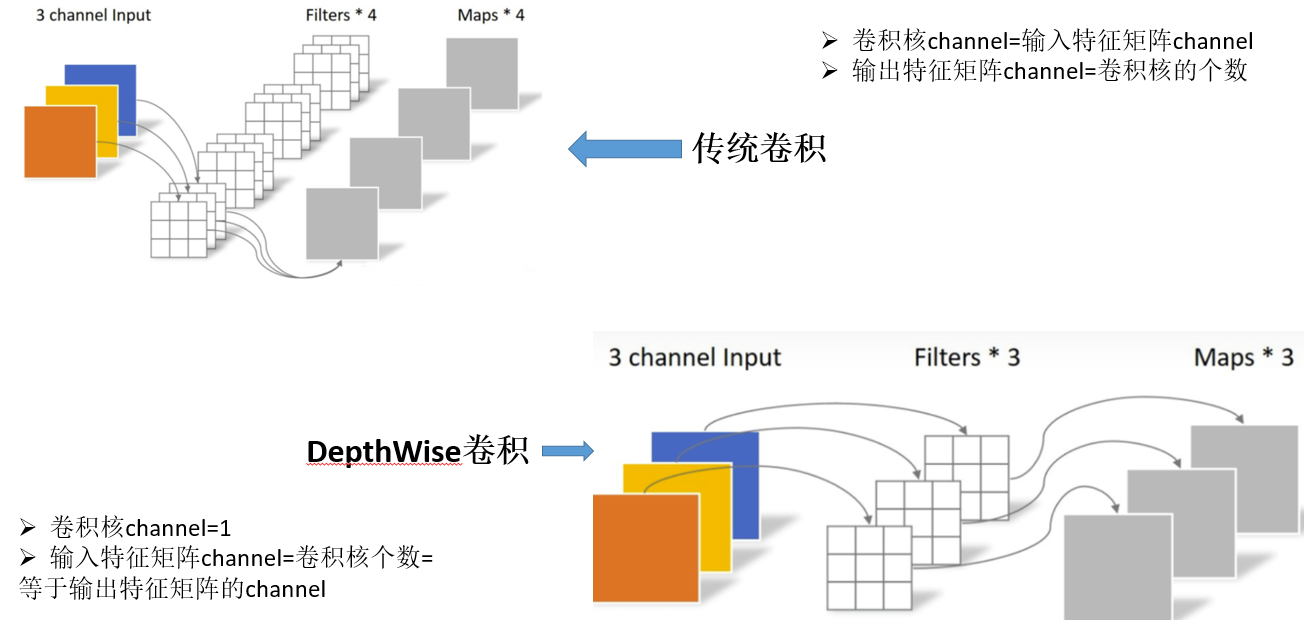 3 channel Input
Filters * 4
Maps * 4
卷积核channel=输入特征矩阵channel
输出特征矩阵channel=卷积核的个数
传统卷积
3 channel Input
Filters * 3
Maps * 3
DepthWise卷积
卷积核channel=1
输入特征矩阵channel=卷积核个数=
等于输出特征矩阵的channel